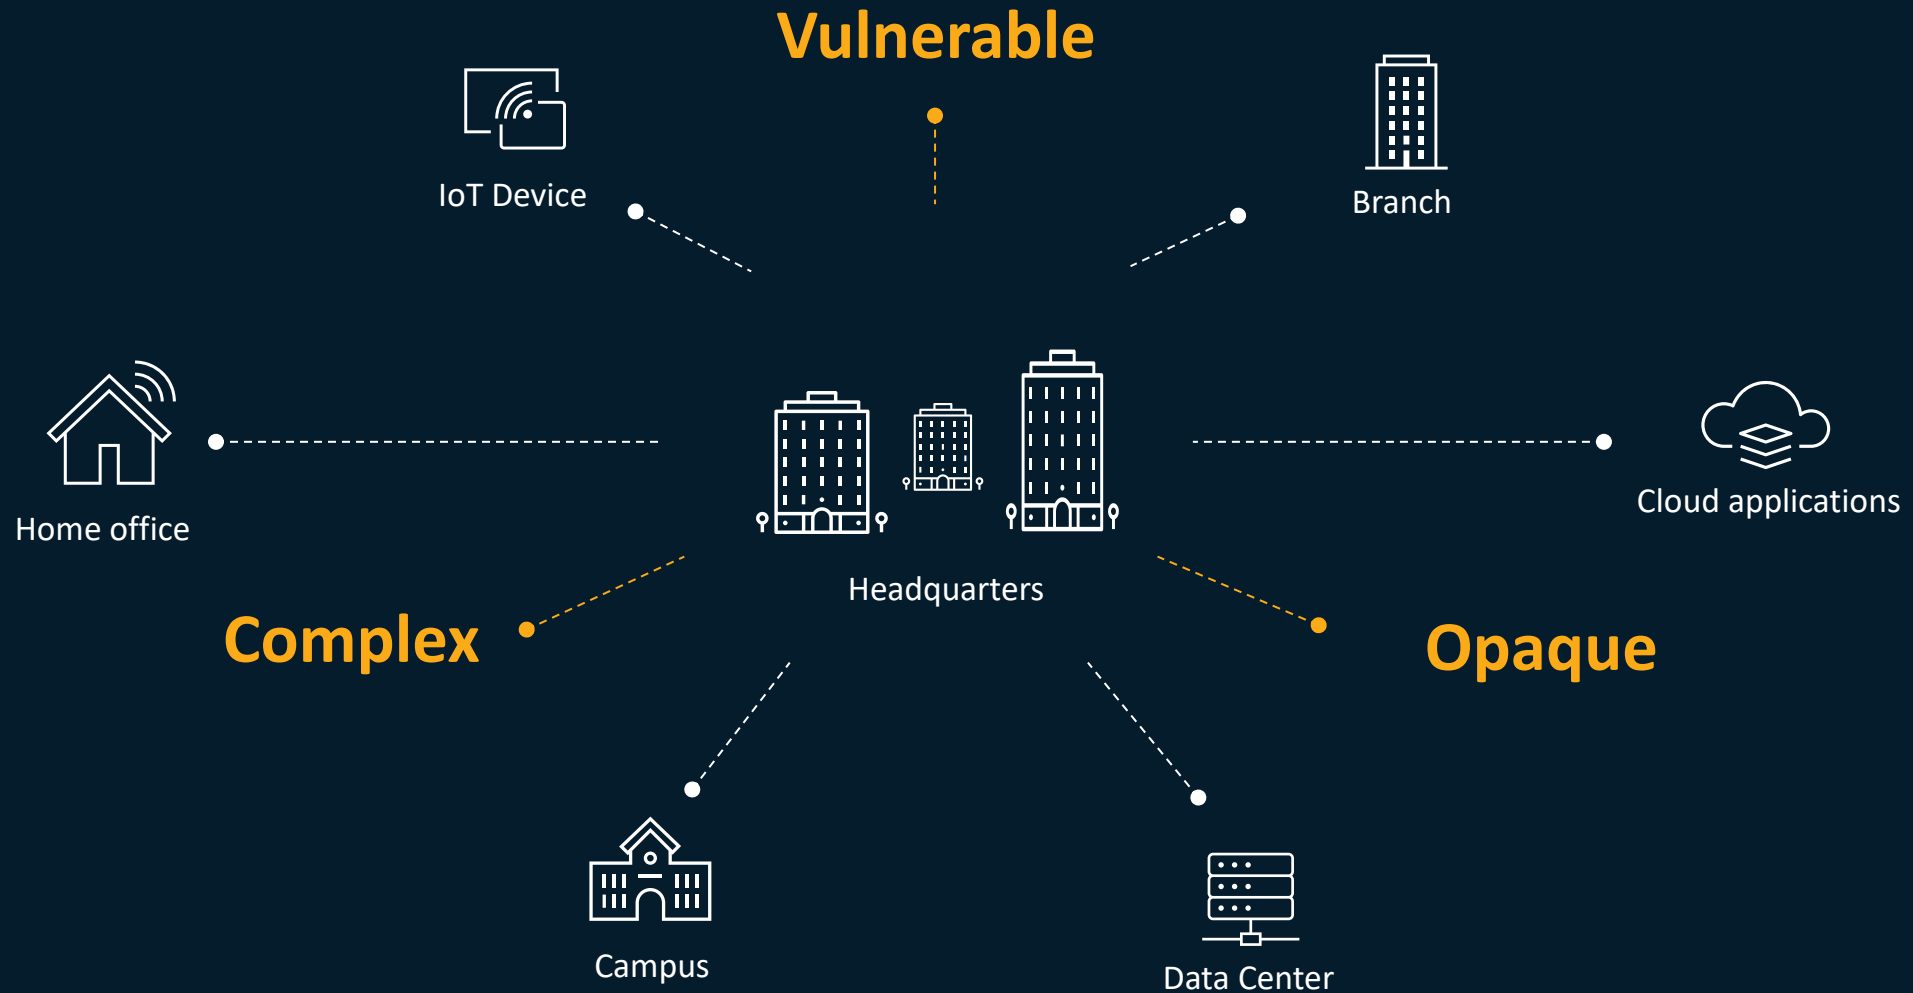 Vulnerable
IoT Device
Branch
Home office
Cloud applications
Headquarters
Complex
Opaque
Campus
Data Center